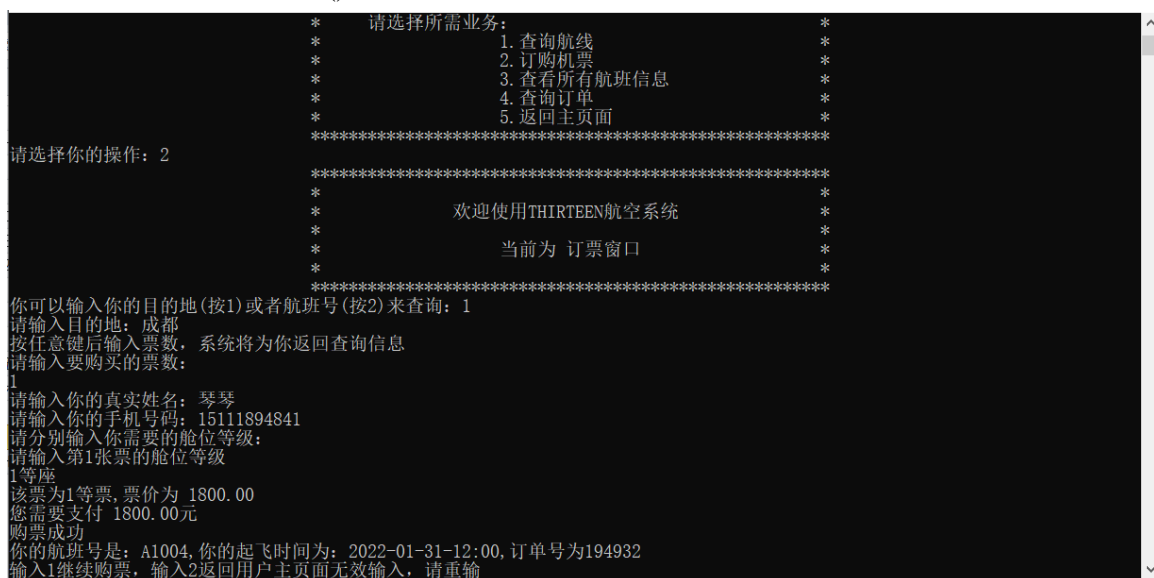 * 请选择所需业务: *
* 1.查询航线 *
* 2.订购机票 *
* 3.查看所有航班信息 *
* 4.查询订单 *
* 5.返回主页面 *
*******************************************************
请选择你的操作: 2
*******************************************************
* *
* 欢迎使用THIRTEEN航空系统 *
* *
* 当前为 订票窗口 *
* *
*******************************************************
你可以输入你的目的地(按1)或者航班号(按2)来查询: 1
请输入目的地: 成都
按任意键后输入票数, 系统将为你返回查询信息
请输入要购买的票数:
1
请输入你的真实姓名: 琴琴
请输入你的手机号码: 15111894841
请分别输入你需要的舱位等级:
请输入第1张票的舱位等级
1等座
该票为1等票,票价为 1800.00
您需要支付 1800.00元
购票成功
你的航班号是: A1004,你的起飞时间为: 2022-01-31-12:00,订单号为194932
输入1继续购票, 输入2返回用户主页面无效输入, 请重输